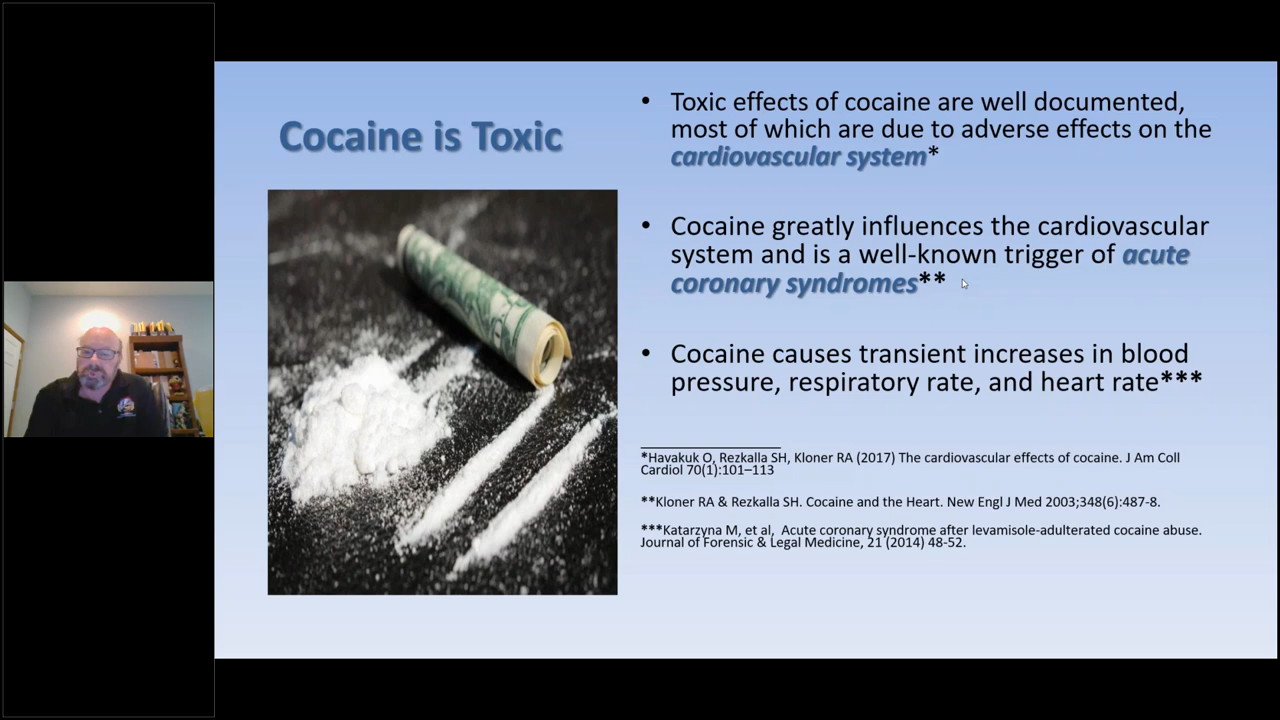 Cocaine is Toxic
• Toxic effects of cocaine are well documented,
most of which are due to adverse effects on the
cardiovascular system*
• Cocaine greatly influences the cardiovascular
system and is a well-known trigger of acute
coronary syndromes**
• Cocaine causes transient increases in blood
pressure, respiratory rate, and heart rate***
*Havakuk O, Rezkalla SH, Kloner RA (2017) The cardiovascular effects of cocaine. J Am Coll
Cardiol 70(1):101–113
**Kloner RA & Rezkalla SH. Cocaine and the Heart. New Engl J Med 2003;348(6):487-8.
***Katarzyna M, et al, Acute coronary syndrome after levamisole-adulterated cocaine abuse.
Journal of Forensic & Legal Medicine, 21 (2014) 48-52.